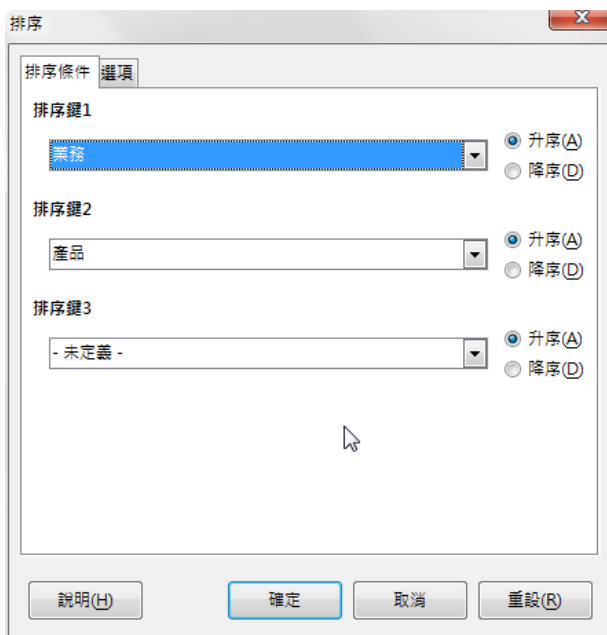 排序
排序條件 選項
排序鍵1
業務
升序(A)
降序(D)
排序鍵2
產品
升序(A)
降序(D)
排序鍵3
- 未定義 -
升序(A)
降序(D)
說明(H) 確定 取消 重設(R)